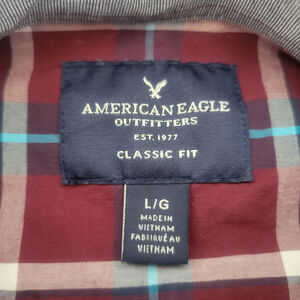 AMERICAN EAGLE
OUTFITTERS
EST. 1977
CLASSIC FIT
L/G
MADE IN
VIETNAM
FABRIQUÉ AU
VIETNAM